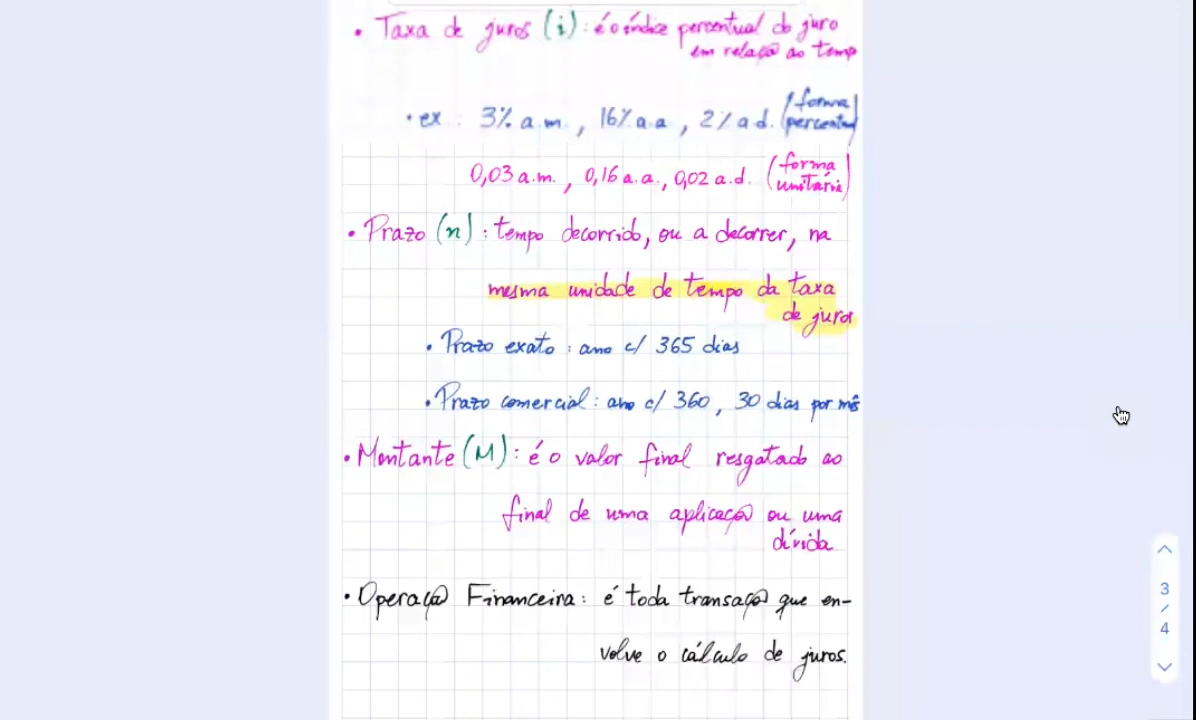 • Taxa de juros (i): é o índice percentual do juro
em relação ao temp
• ex : 3% a.m. , 16% a.a , 2% a d. (forma
percentual)
0,03 a.m. , 0,16 a.a., 0,02 a.d. (forma
unitária)
• Prazo (n) : tempo decorrido, ou a decorrer, na
mesma unidade de tempo da taxa
de juros
• Prazo exato : ano c/ 365 dias
• Prazo comercial : ano c/ 360 , 30 dias por mês
• Montante (M) : é o valor final resgatado ao
final de uma aplicação ou uma
dívida
• Operação Financeira : é toda transação que en-
volve o cálculo de juros.
3
/
4